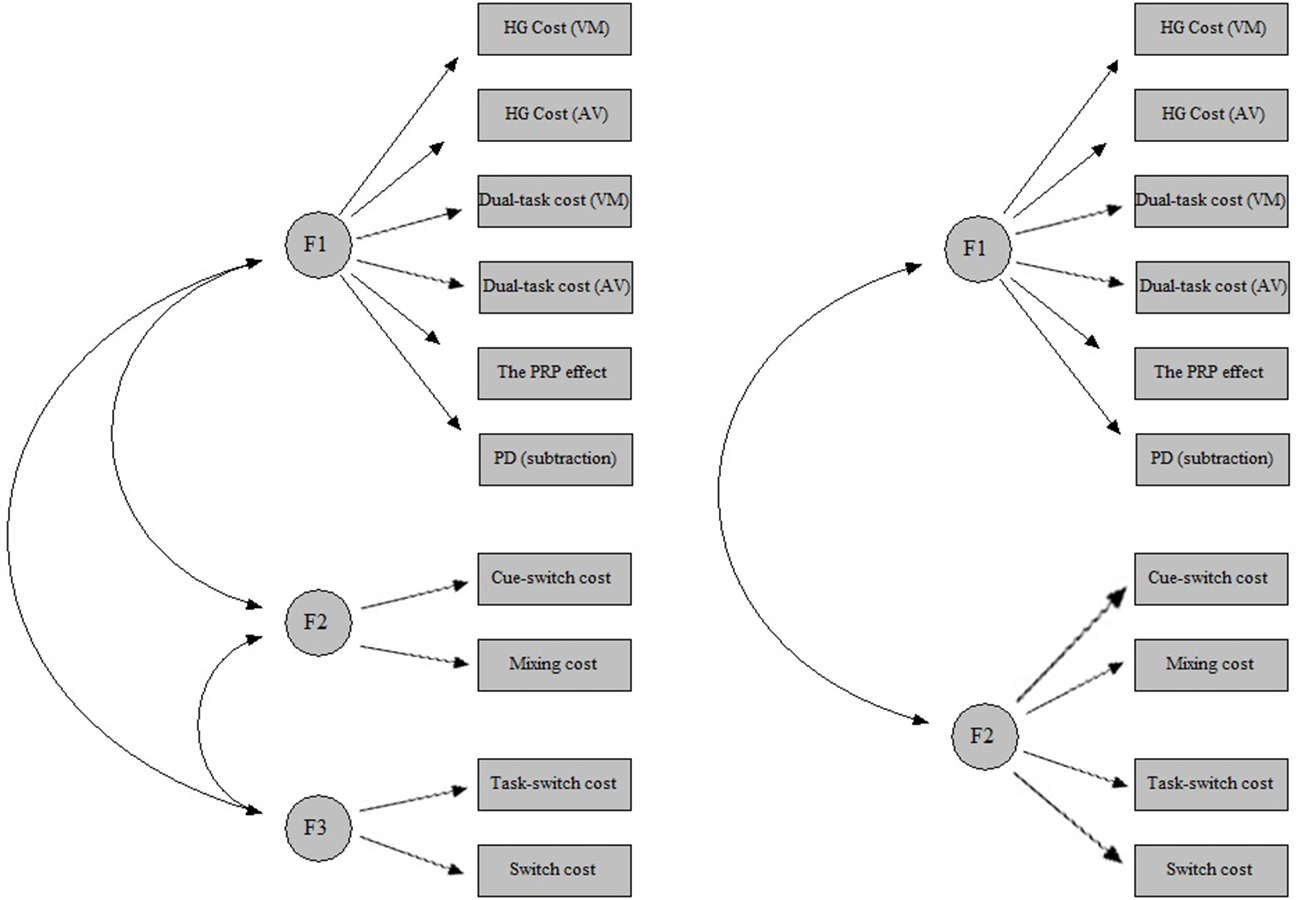 HG Cost (VM)
HG Cost (AV)
Dual-task cost (VM)
F1
Dual-task cost (AV)
The PRP effect
PD (subtraction)
Cue-switch cost
F2
Mixing cost
Task-switch cost
F3
Switch cost
HG Cost (VM)
HG Cost (AV)
Dual-task cost (VM)
F1
Dual-task cost (AV)
The PRP effect
PD (subtraction)
Cue-switch cost
Mixing cost
F2
Task-switch cost
Switch cost